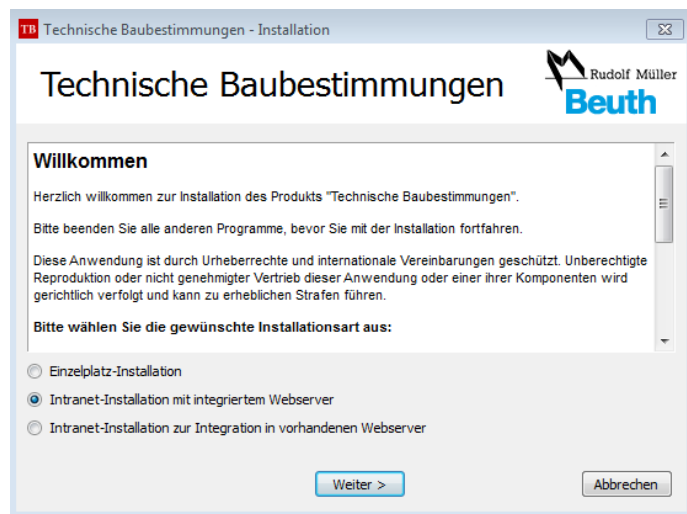 TB Technische Baubestimmungen - Installation
Technische Baubestimmungen
Rudolf Müller
Beuth
Willkommen
Herzlich willkommen zur Installation des Produkts "Technische Baubestimmungen".
Bitte beenden Sie alle anderen Programme, bevor Sie mit der Installation fortfahren.
Diese Anwendung ist durch Urheberrechte und internationale Vereinbarungen geschützt. Unberechtigte
Reproduktion oder nicht genehmigter Vertrieb dieser Anwendung oder einer ihrer Komponenten wird
gerichtlich verfolgt und kann zu erheblichen Strafen führen.
Bitte wählen Sie die gewünschte Installationsart aus:
Einzelplatz-Installation
Intranet-Installation mit integriertem Webserver
Intranet-Installation zur Integration in vorhandenen Webserver
Weiter >
Abbrechen